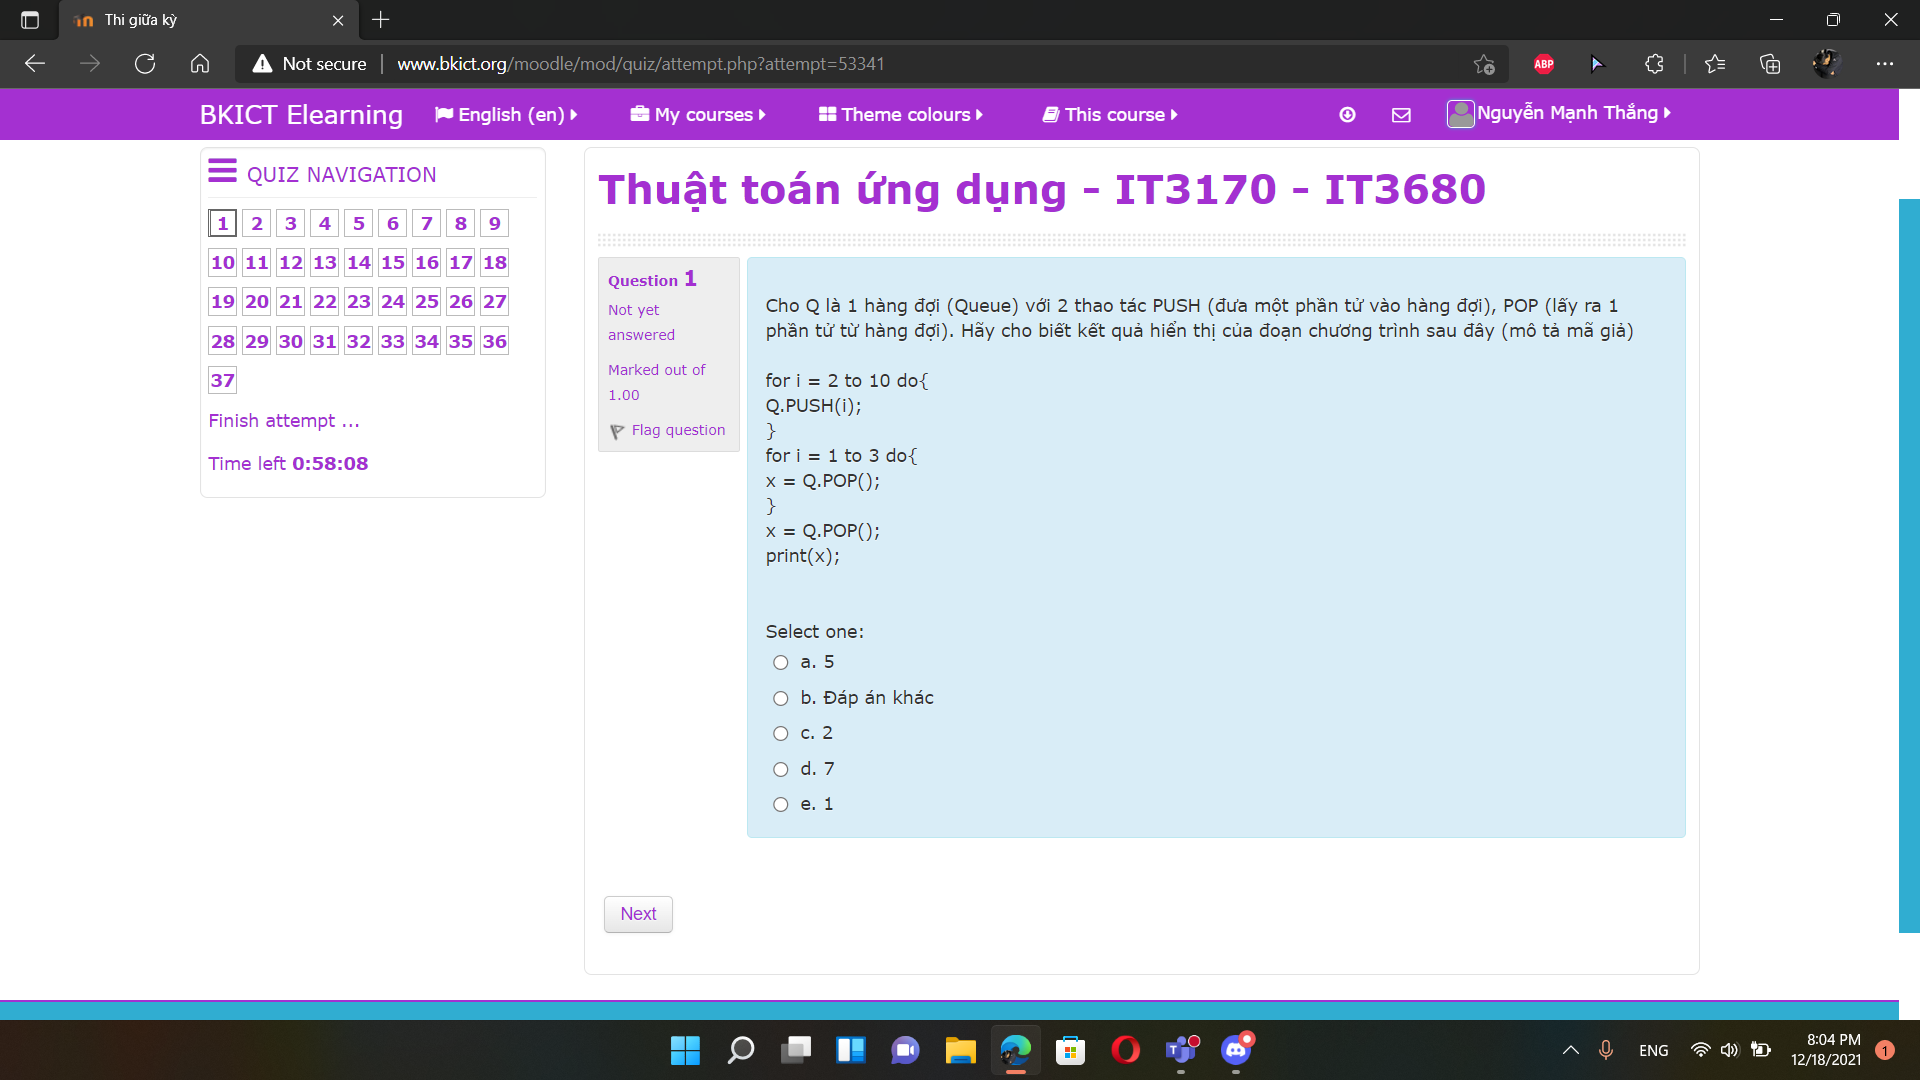 Thi giữa kỳ
Not secure
www.bkict.org/moodle/mod/quiz/attempt.php?attempt=53341
ABP
BKICT Elearning
English (en)
My courses
Theme colours
This course
Nguyễn Mạnh Thắng
QUIZ NAVIGATION
1 2 3 4 5 6 7 8 9
10 11 12 13 14 15 16 17 18
19 20 21 22 23 24 25 26 27
28 29 30 31 32 33 34 35 36
37
Finish attempt ...
Time left 0:58:08
Thuật toán ứng dụng - IT3170 - IT3680
Question 1
Not yet
answered
Marked out of
1.00
Flag question
Cho Q là 1 hàng đợi (Queue) với 2 thao tác PUSH (đưa một phần tử vào hàng đợi), POP (lấy ra 1
phần tử từ hàng đợi). Hãy cho biết kết quả hiển thị của đoạn chương trình sau đây (mô tả mã giả)
for i = 2 to 10 do{
Q.PUSH(i);
}
for i = 1 to 3 do{
x = Q.POP();
}
x = Q.POP();
print(x);
Select one:
a. 5
b. Đáp án khác
c. 2
d. 7
e. 1
Next
ENG
8:04 PM
12/18/2021
1